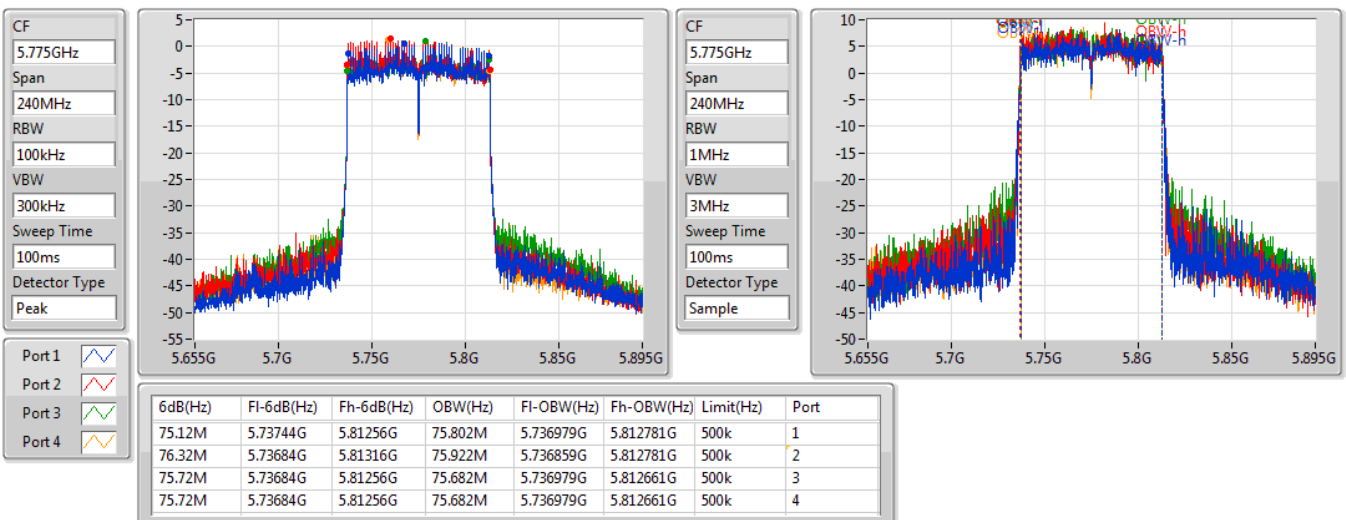 CF
5.775GHz
Span
240MHz
RBW
100kHz
VBW
300kHz
Sweep Time
100ms
Detector Type
Peak
5
0
-5
-10
-15
-20
-25
-30
-35
-40
-45
-50
-55
5.655G 5.7G 5.75G 5.8G 5.85G 5.895G
CF
5.775GHz
Span
240MHz
RBW
1MHz
VBW
3MHz
Sweep Time
100ms
Detector Type
Sample
10
5
0
-5
-10
-15
-20
-25
-30
-35
-40
-45
-50
OBW-h
5.655G 5.7G 5.75G 5.8G 5.85G 5.895G
Port 1
Port 2
Port 3
Port 4
6dB(Hz) Fl-6dB(Hz) Fh-6dB(Hz) OBW(Hz) Fl-OBW(Hz) Fh-OBW(Hz) Limit(Hz) Port
75.12M 5.73744G 5.81256G 75.802M 5.736979G 5.812781G 500k 1
76.32M 5.73684G 5.81316G 75.922M 5.736859G 5.812781G 500k 2
75.72M 5.73684G 5.81256G 75.682M 5.736979G 5.812661G 500k 3
75.72M 5.73684G 5.81256G 75.682M 5.736979G 5.812661G 500k 4